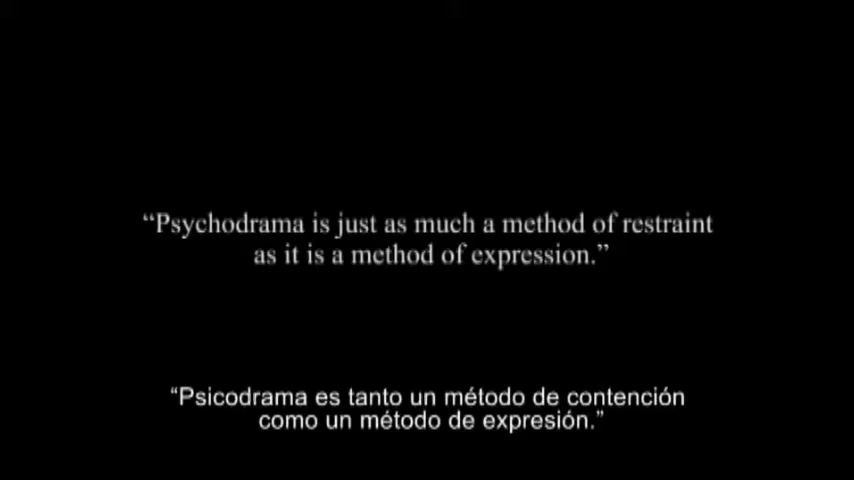 “Psychodrama is just as much a method of restraint
as it is a method of expression.”
“Psicodrama es tanto un método de contención
como un método de expresión.”